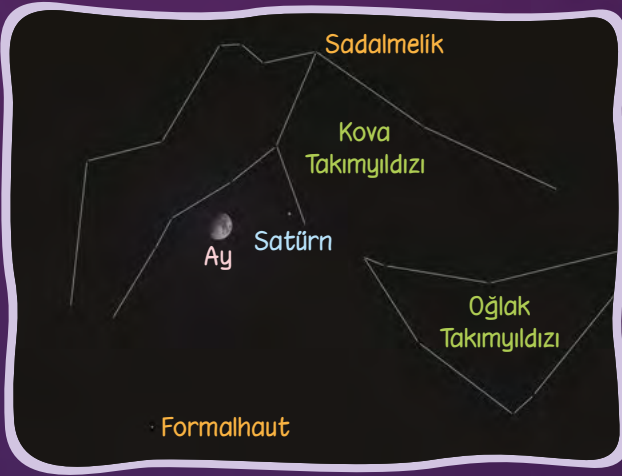 Sadalmelik
Kova
Takımyıldızı
Ay
Satürn
Oğlak
Takımyıldızı
Formalhaut